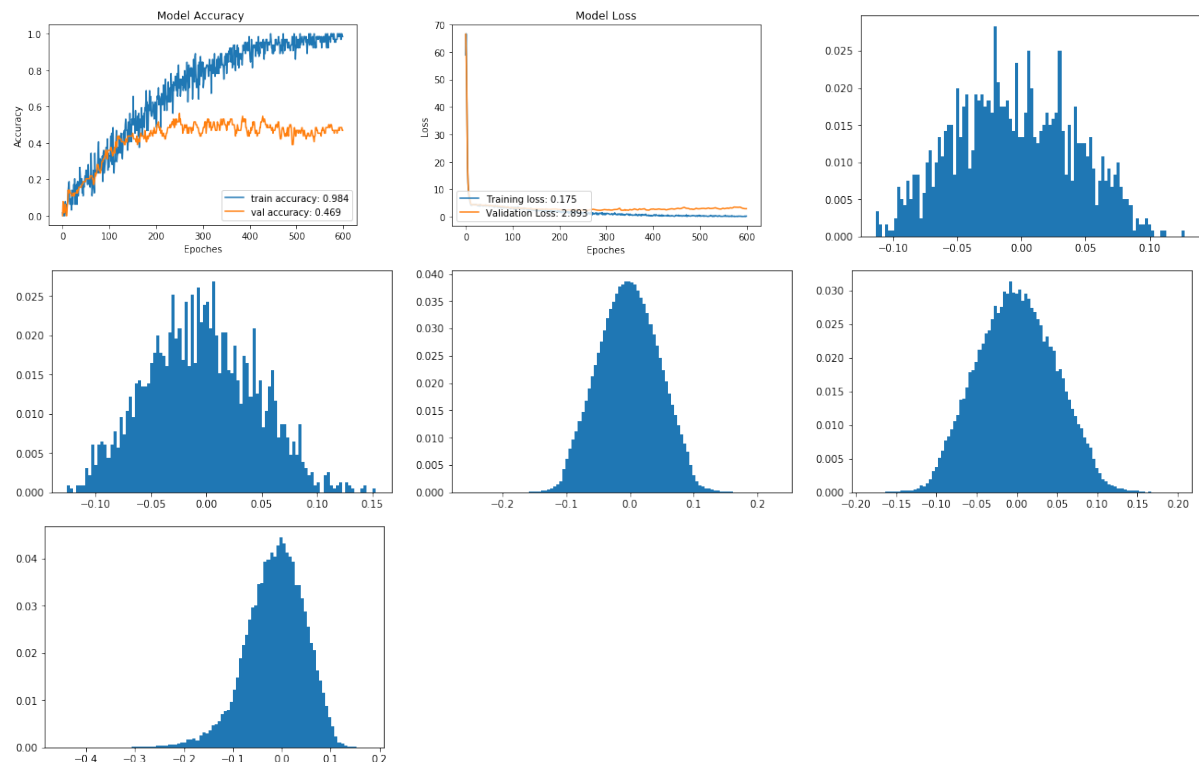 Model Accuracy
1.0
0.8
0.6
0.4
0.2
0.0
Accuracy
train accuracy: 0.984
val accuracy: 0.469
0 100 200 300 400 500 600
Epoches
Model Loss
70
60
50
40
30
20
10
0
Loss
Training loss: 0.175
Validation Loss: 2.893
0 100 200 300 400 500 600
Epoches
0.025
0.020
0.015
0.010
0.005
0.000
−0.10 −0.05 0.00 0.05 0.10
0.025
0.020
0.015
0.010
0.005
0.000
−0.10 −0.05 0.00 0.05 0.10 0.15
0.040
0.035
0.030
0.025
0.020
0.015
0.010
0.005
0.000
−0.2 −0.1 0.0 0.1 0.2
0.030
0.025
0.020
0.015
0.010
0.005
0.000
−0.20 −0.15 −0.10 −0.05 0.00 0.05 0.10 0.15 0.20
0.04
0.03
0.02
0.01
0.00
−0.4 −0.3 −0.2 −0.1 0.0 0.1 0.2